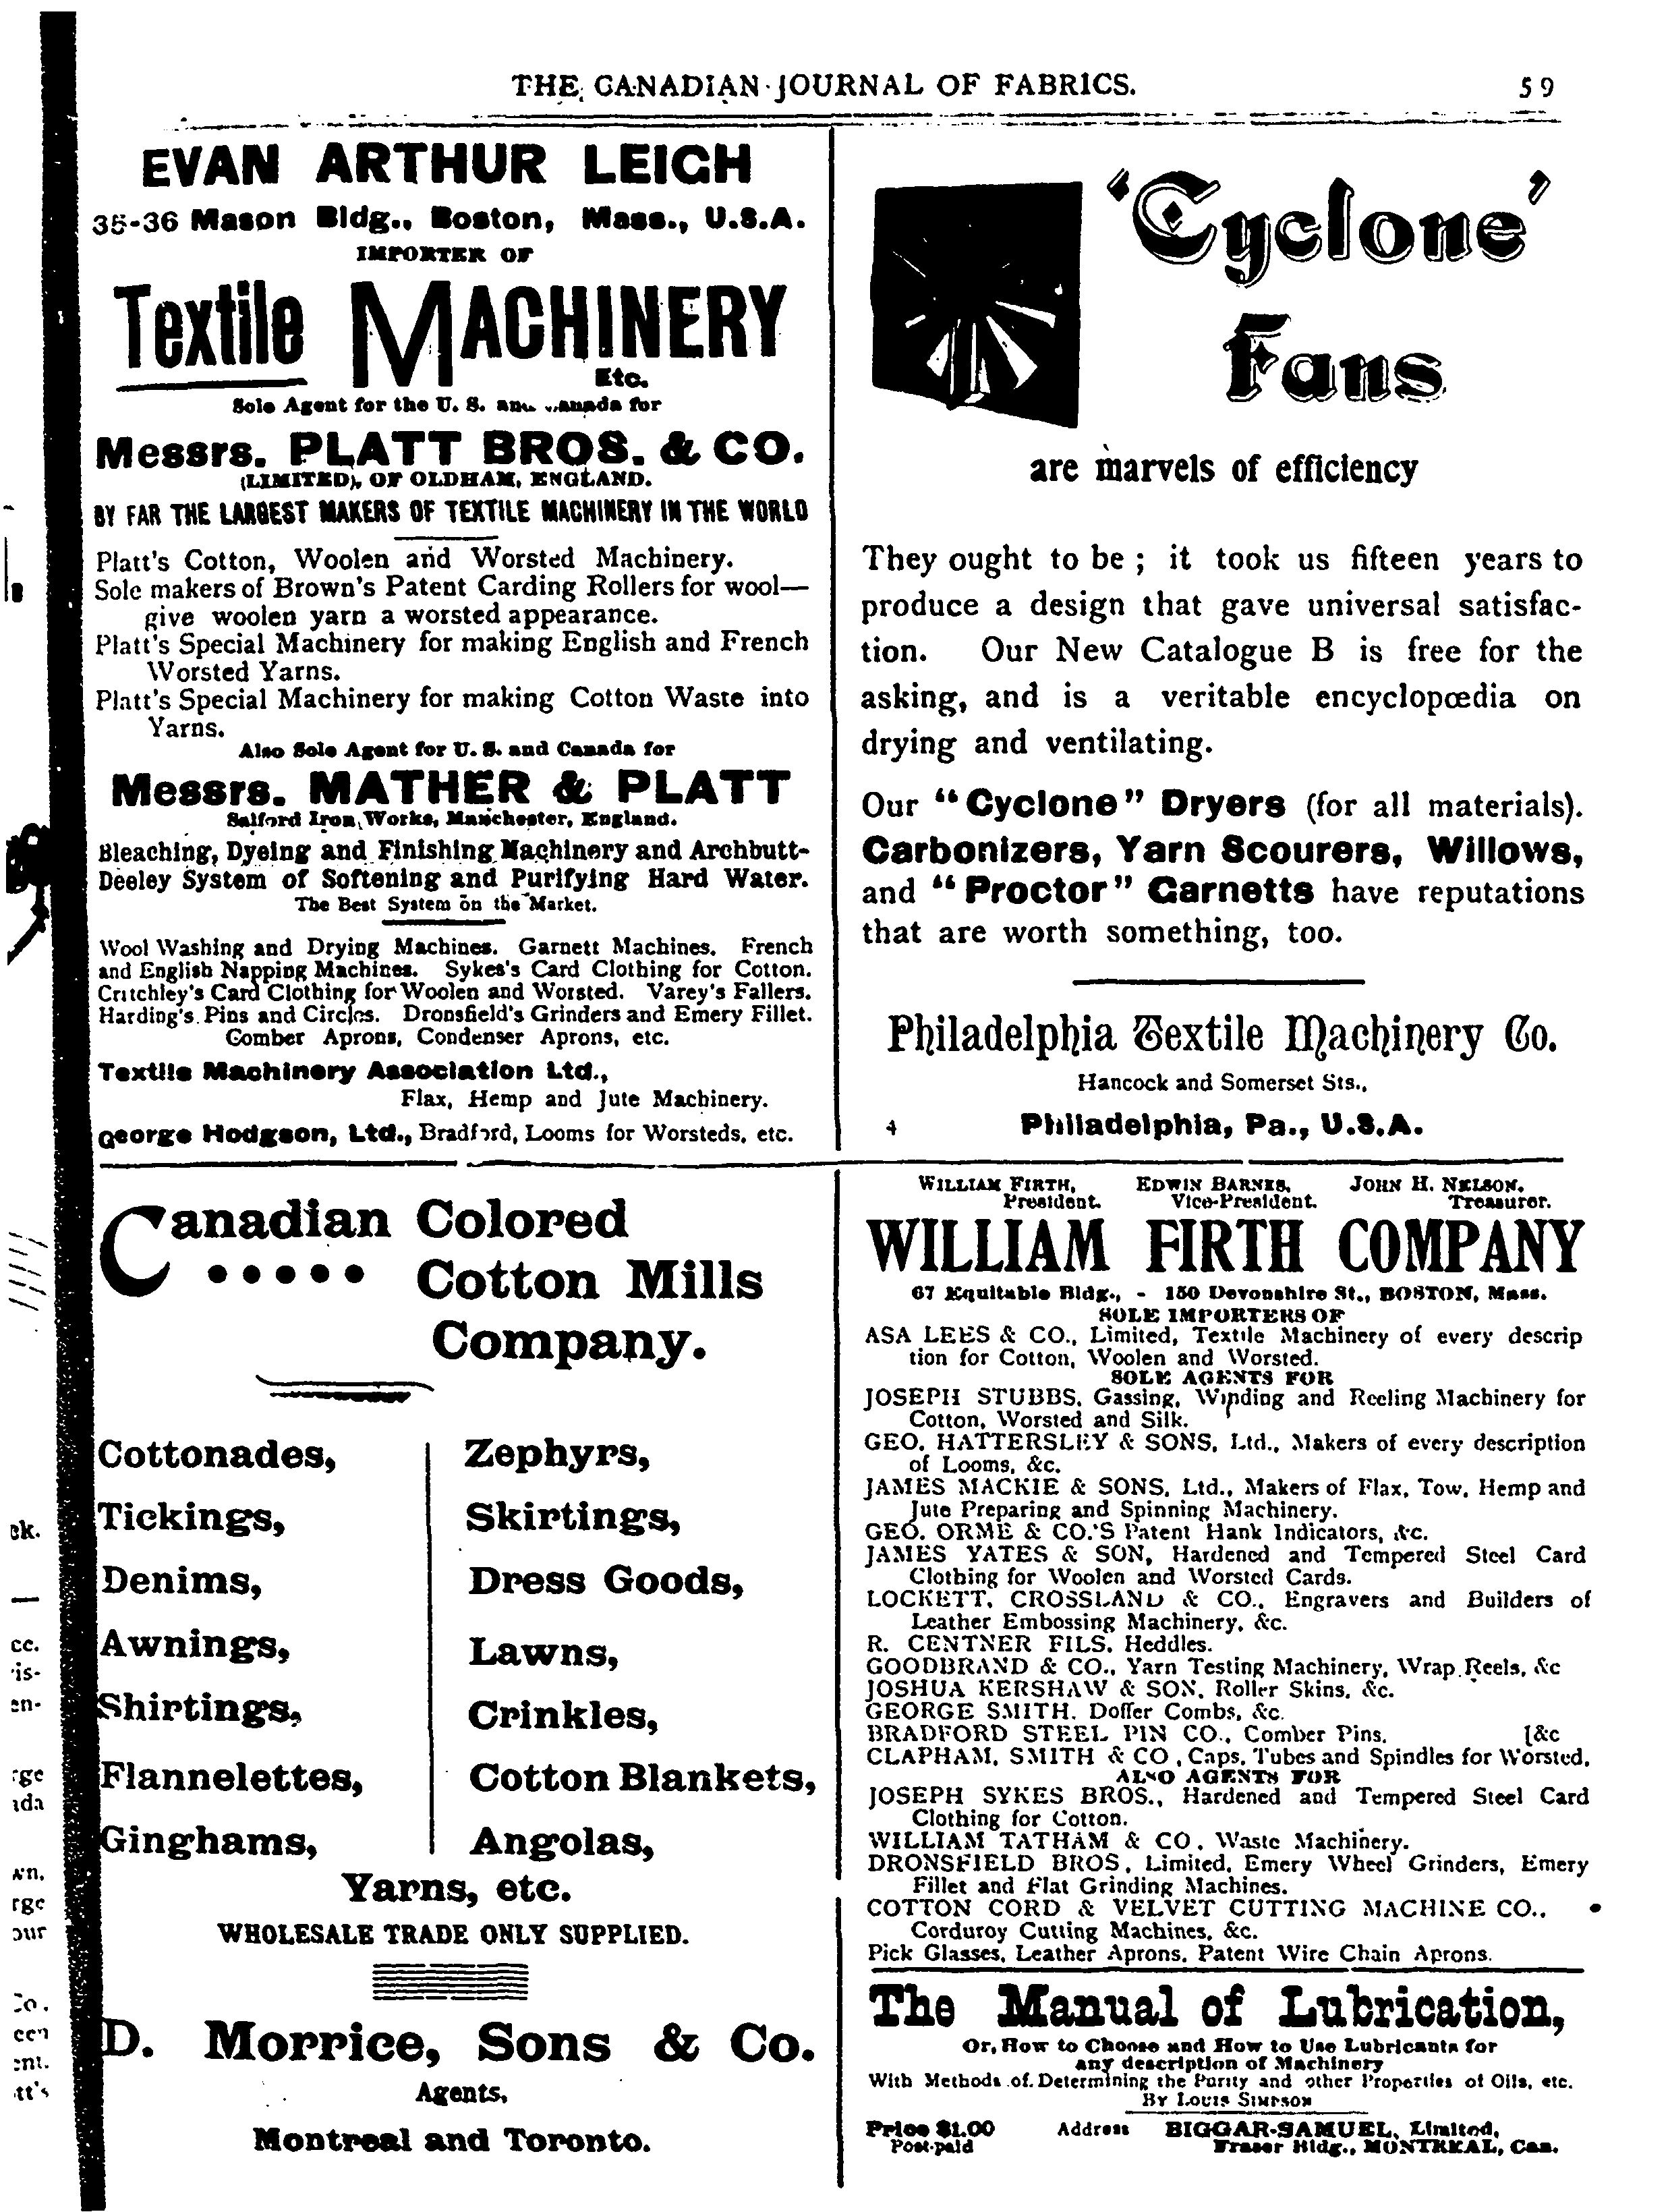 THE CANADIAN JOURNAL OF FABRICS.
59
EVAN ARTHUR LEIGH
35-36 Mason Bldg., Boston, Mass., U.S.A.
IMPORTER OF
Textile MACHINERY
Etc.
Sole Agent for the U. S. and Canada for
Messrs. PLATT BROS. & CO.
(LIMITED), OF OLDHAM, ENGLAND.
BY FAR THE LARGEST MAKERS OF TEXTILE MACHINERY IN THE WORLD
Platt's Cotton, Woolen and Worsted Machinery.
Sole makers of Brown's Patent Carding Rollers for wool—
give woolen yarn a worsted appearance.
Platt's Special Machinery for making English and French
Worsted Yarns.
Platt's Special Machinery for making Cotton Waste into
Yarns.
Also Sole Agent for U. S. and Canada for
Messrs. MATHER & PLATT
Salford Iron Works, Manchester, England.
Bleaching, Dyeing and Finishing Machinery and Archbutt-
Deeley System of Softening and Purifying Hard Water.
The Best System on the Market.
Wool Washing and Drying Machines. Garnett Machines. French
and English Napping Machines. Sykes's Card Clothing for Cotton.
Critchley's Card Clothing for Woolen and Worsted. Varey's Fallers.
Harding's Pins and Circles. Dronsfield's Grinders and Emery Fillet.
Comber Aprons, Condenser Aprons, etc.
Textile Machinery Association Ltd.,
Flax, Hemp and Jute Machinery.
George Hodgson, Ltd., Bradford, Looms for Worsteds, etc.
'Cyclone'
Fans
are marvels of efficiency
They ought to be; it took us fifteen years to
produce a design that gave universal satisfac-
tion. Our New Catalogue B is free for the
asking, and is a veritable encyclopœdia on
drying and ventilating.
Our "Cyclone" Dryers (for all materials).
Carbonizers, Yarn Scourers, Willows,
and "Proctor" Garnetts have reputations
that are worth something, too.
Philadelphia Textile Machinery Co.
Hancock and Somerset Sts.,
4 Philadelphia, Pa., U.S.A.
Canadian Colored
Cotton Mills
Company.
Cottonades,
Tickings,
Denims,
Awnings,
Shirtings,
Flannelettes,
Ginghams,
Zephyrs,
Skirtings,
Dress Goods,
Lawns,
Crinkles,
Cotton Blankets,
Angolas,
Yarns, etc.
WHOLESALE TRADE ONLY SUPPLIED.
D. Morrice, Sons & Co.
Agents,
Montreal and Toronto.
WILLIAM FIRTH, EDWIN BARNES, JOHN H. NELSON,
President. Vice-President. Treasurer.
WILLIAM FIRTH COMPANY
67 Equitable Bldg., - 150 Devonshire St., BOSTON, Mass.
SOLE IMPORTERS OF
ASA LEES & CO., Limited, Textile Machinery of every descrip
tion for Cotton, Woolen and Worsted.
SOLE AGENTS FOR
JOSEPH STUBBS, Gassing, Winding and Reeling Machinery for
Cotton, Worsted and Silk.
GEO. HATTERSLEY & SONS, Ltd., Makers of every description
of Looms, &c.
JAMES MACKIE & SONS, Ltd., Makers of Flax, Tow, Hemp and
Jute Preparing and Spinning Machinery.
GEO. ORME & CO.'S Patent Hank Indicators, &c.
JAMES YATES & SON, Hardened and Tempered Steel Card
Clothing for Woolen and Worsted Cards.
LOCKETT, CROSSLAND & CO., Engravers and Builders of
Leather Embossing Machinery, &c.
R. CENTNER FILS, Heddles.
GOODBRAND & CO., Yarn Testing Machinery, Wrap Reels, &c
JOSHUA KERSHAW & SON, Roller Skins, &c.
GEORGE SMITH, Doffer Combs, &c.
BRADFORD STEEL PIN CO., Comber Pins. [&c
CLAPHAM, SMITH & CO, Caps, Tubes and Spindles for Worsted,
ALSO AGENTS FOR
JOSEPH SYKES BROS., Hardened and Tempered Steel Card
Clothing for Cotton.
WILLIAM TATHAM & CO, Waste Machinery.
DRONSFIELD BROS, Limited, Emery Wheel Grinders, Emery
Fillet and Flat Grinding Machines.
COTTON CORD & VELVET CUTTING MACHINE CO.,
Corduroy Cutting Machines, &c.
Pick Glasses, Leather Aprons, Patent Wire Chain Aprons.
The Manual of Lubrication,
Or, How to Choose and How to Use Lubricants for
any description of Machinery
With Methods of Determining the Purity and other Properties of Oils, etc.
BY LOUIS SIMPSON
Price $1.00 Address BIGGAR-SAMUEL, Limited,
Post-paid Fraser Bldg., MONTREAL, Can.